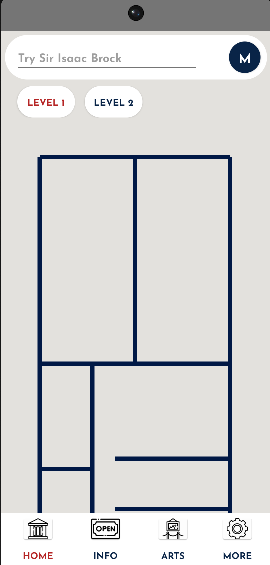 Try Sir Isaac Brock
M
LEVEL 1 LEVEL 2
OPEN
HOME INFO ARTS MORE